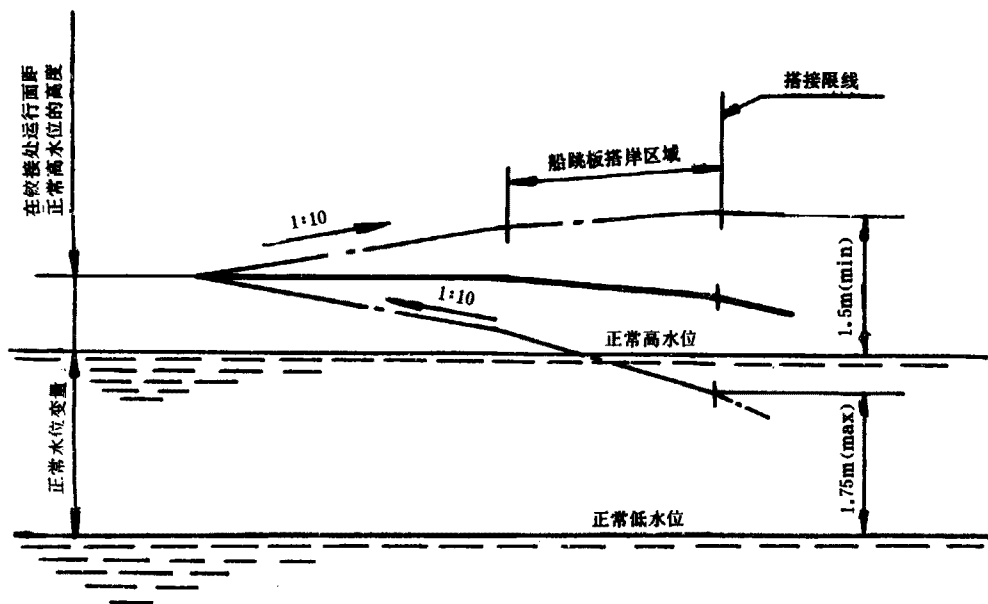 在铰接处运行面距
正常高水位的高度
搭接限线
船跳板搭岸区域
1:10
1.5m(min)
1:10
正常高水位
正常水位变量
1.75m(max)
正常低水位